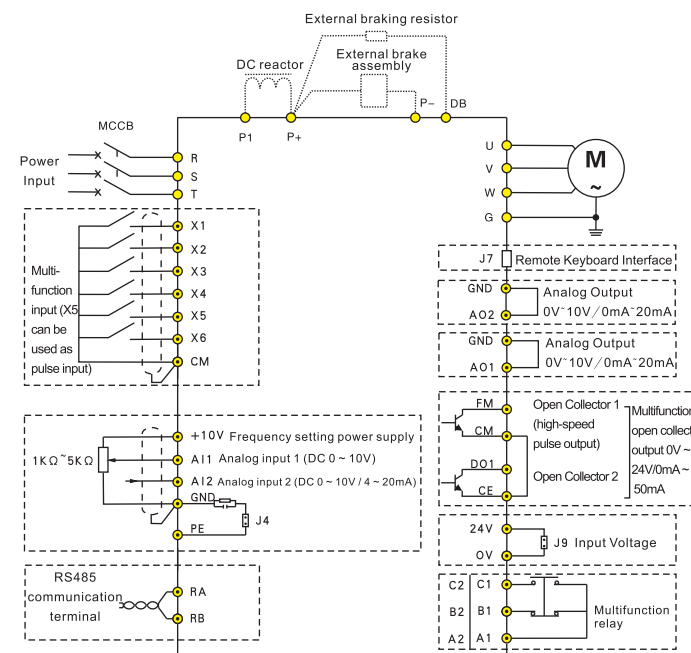 External braking resistor
External brake
assembly
DC reactor
P−
DB
P1
P+
MCCB
Power
Input
R
S
T
U
V
W
G
M
~
X1
X2
X3
X4
X5
X6
CM
Multi-
function
input (X5
can be
used as
pulse input)
J7
Remote Keyboard Interface
GND
Analog Output
0V~10V/0mA~20mA
AO2
GND
Analog Output
0V~10V/0mA~20mA
AO1
FM
Open Collector 1
(high-speed
pulse output)
CM
DO1
Open Collector 2
CE
Multifunction
open collect
output 0V ~
24V/0mA~
50mA
+10V Frequency setting power supply
1KΩ~5KΩ
AI1 Analog input 1 (DC 0 ~ 10V)
AI2 Analog input 2 (DC 0 ~ 10V / 4 ~ 20mA)
GND
J4
PE
24V
J9 Input Voltage
OV
RS485
communication
terminal
RA
RB
C2 C1
B2 B1
A2 A1
Multifunction
relay